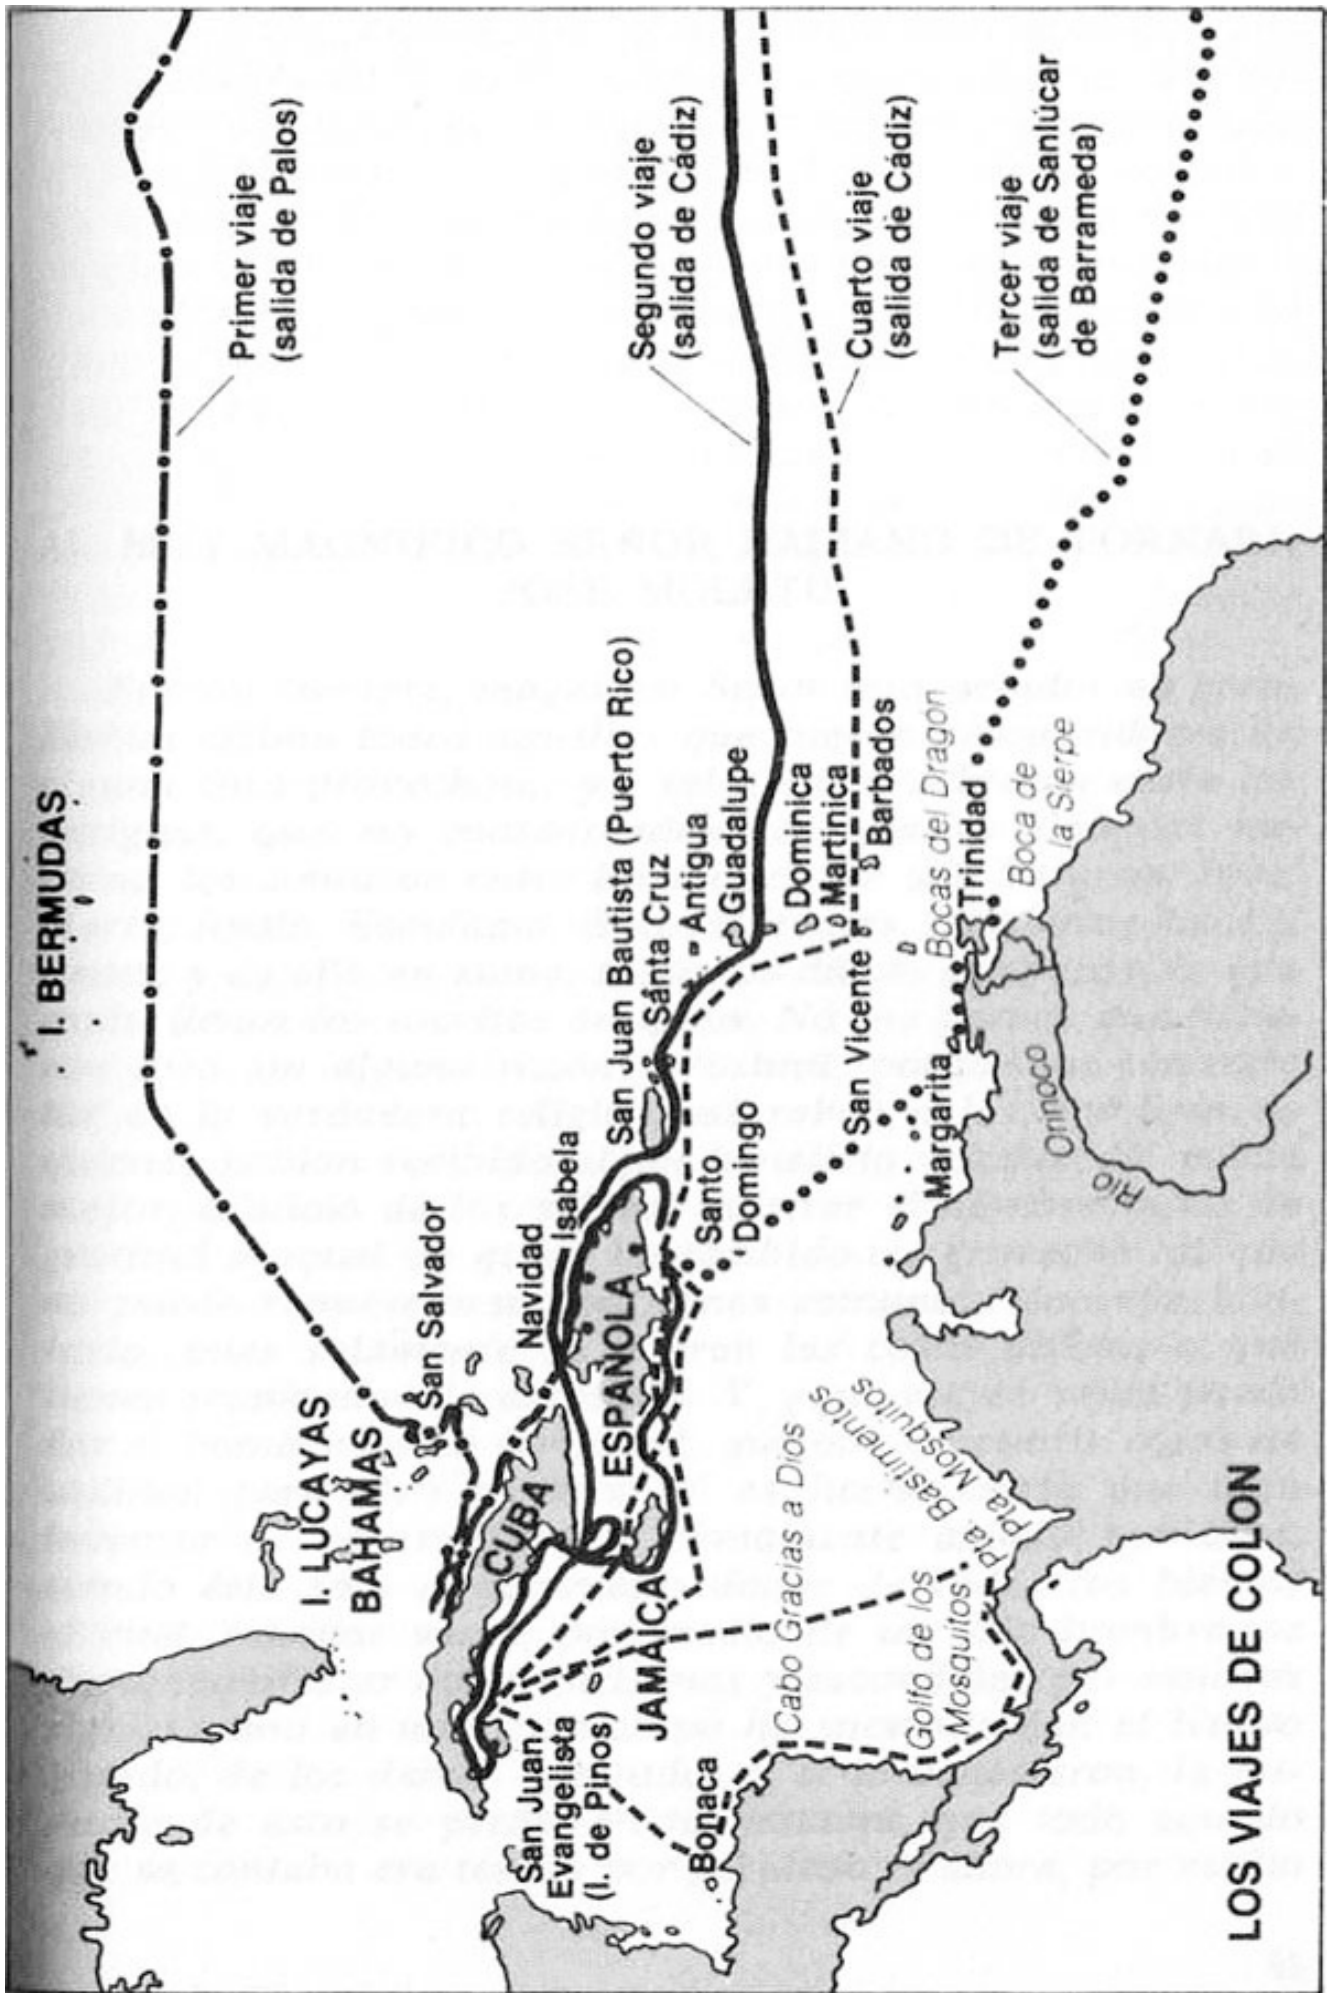 I. BERMUDAS
Primer viaje
(salida de Palos)
Segundo viaje
(salida de Cádiz)
Cuarto viaje
(salida de Cádiz)
Tercer viaje
(salida de Sanlúcar
de Barrameda)
I. LUCAYAS
BAHAMAS
San Salvador
Navidad
Isabela
San Juan Bautista (Puerto Rico)
Sánta Cruz
Antigua
Guadalupe
Dominica
Martinica
Barbados
San Vicente
Santo
Domingo
CUBA
ESPAÑOLA
JAMAICA
San Juan
Evangelista
(I. de Pinos)
Bonaca
Cabo Gracias a Dios
Golfo de los
Mosquitos
Pta. Bastimentos
Pta. Mosquitos
Margarita
Bocas del Dragon
Trinidad
Boca de
la Sierpe
Río Orinoco
LOS VIAJES DE COLON